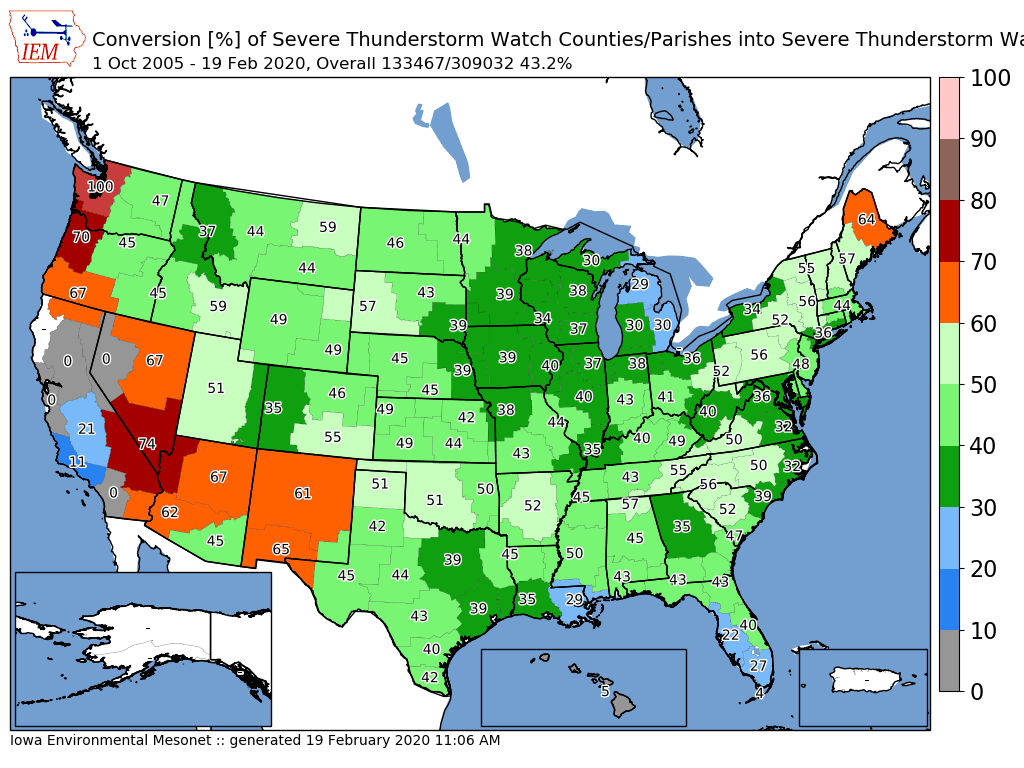 IEM
Conversion [%] of Severe Thunderstorm Watch Counties/Parishes into Severe Thunderstorm Wa
1 Oct 2005 - 19 Feb 2020, Overall 133467/309032 43.2%
100
90
80
70
60
50
40
30
20
10
0
100 47 37 44 59 46 44 38 30 64
70 45 44 57
67 45 59 57 43 39 38 29 55
- 49 39 34 37 30 30 34 52 56 44 36
0 0 67 49 45 39 39 40 37 38 - 36 52 56 48
0 51 35 46 45 49 42 38 40 43 41 40 36
21 74 55 49 44 44 43 40 49 50 32
11 67 51 35 43 55 50 32
0 62 61 51 50 52 45 57 56 52 39
45 65 42 39 45 50 45 35 47
45 44 43 43 43
43 39 35 29 22 40
40 27
42 4
-
-
5
Iowa Environmental Mesonet :: generated 19 February 2020 11:06 AM